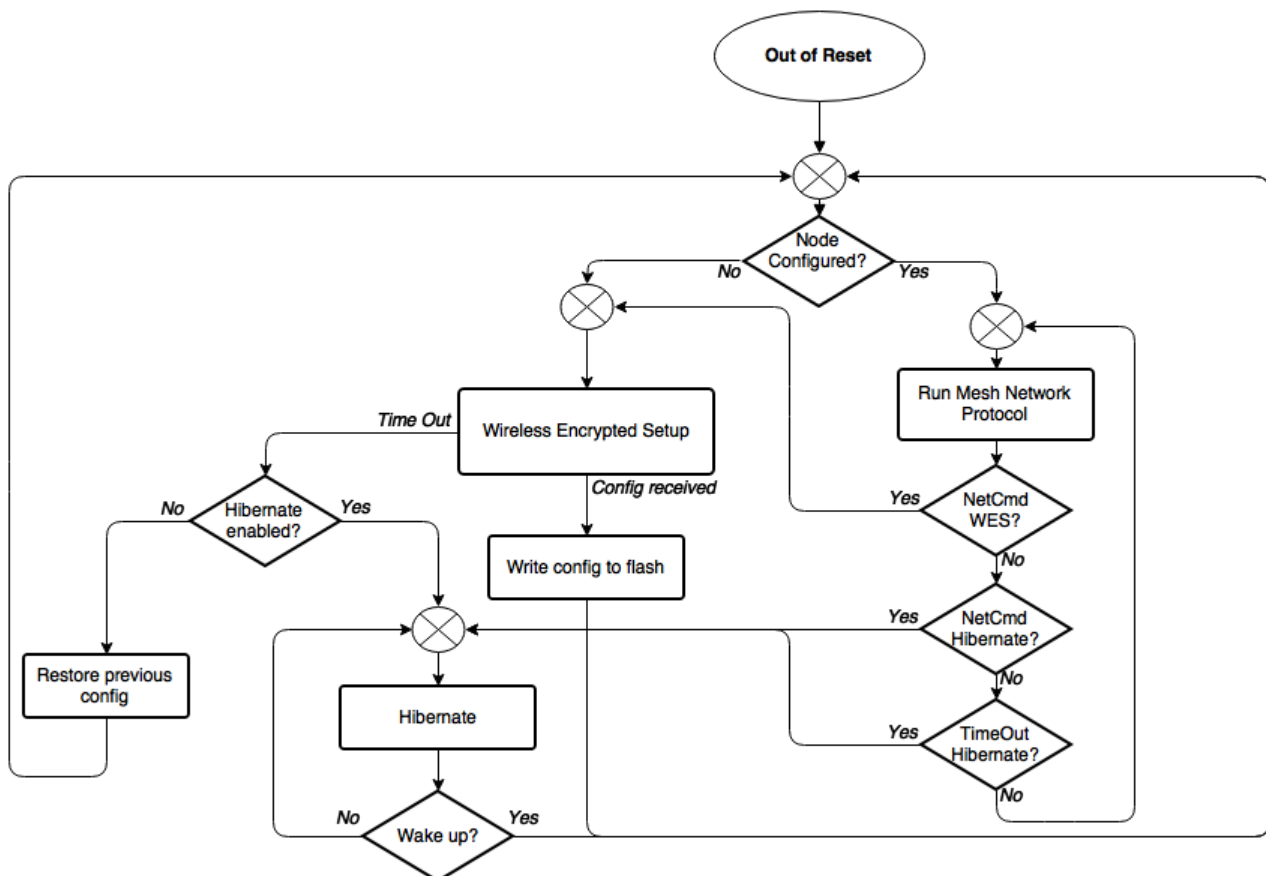 Out of Reset
Node
Configured?
No
Yes
Run Mesh Network
Protocol
Time Out
Wireless Encrypted Setup
Config received
No
Hibernate
enabled?
Yes
Yes
NetCmd
WES?
No
Write config to flash
Yes
NetCmd
Hibernate?
No
Restore previous
config
Hibernate
Yes
TimeOut
Hibernate?
No
No
Wake up?
Yes